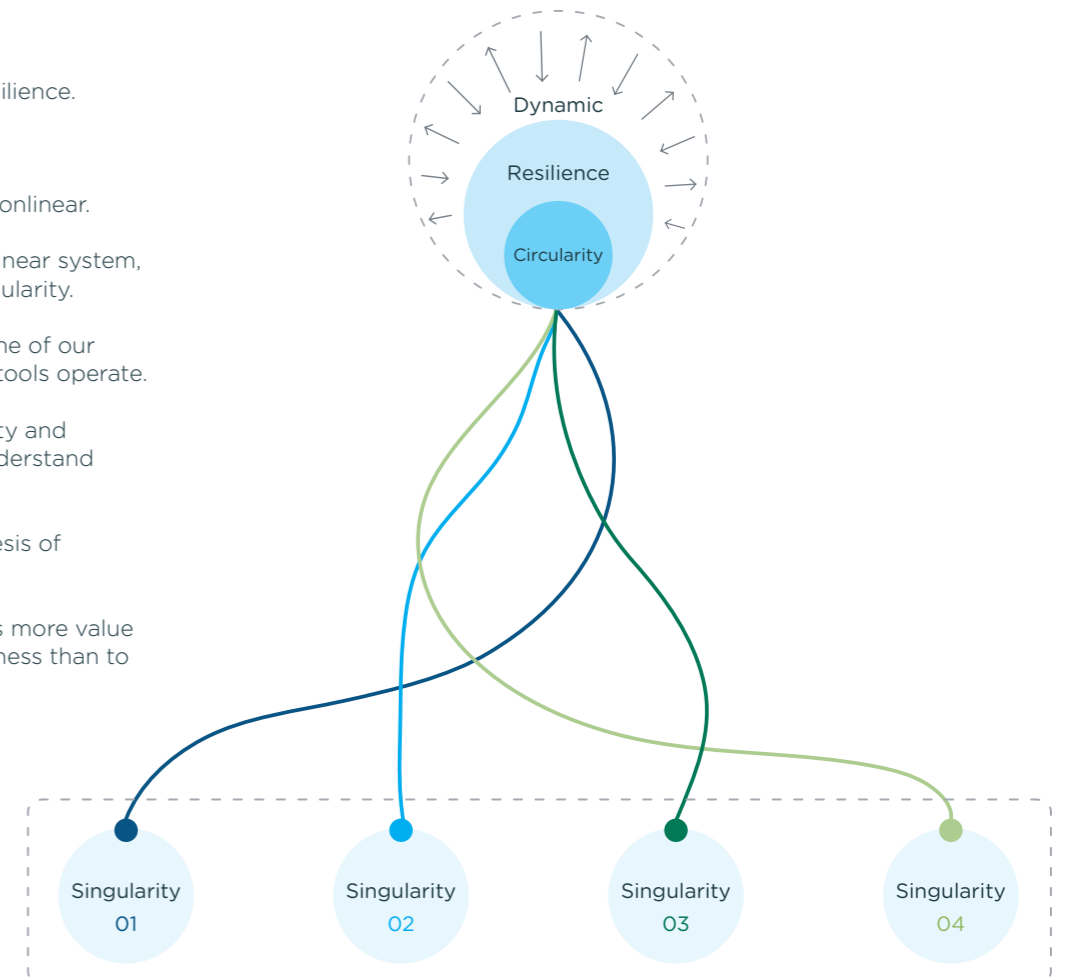 ilience.
onlinear.
near system,
ularity.
ne of our
tools operate.
ty and
derstand
esis of
s more value
ness than to
Dynamic
Resilience
Circularity
Singularity
01
Singularity
02
Singularity
03
Singularity
04